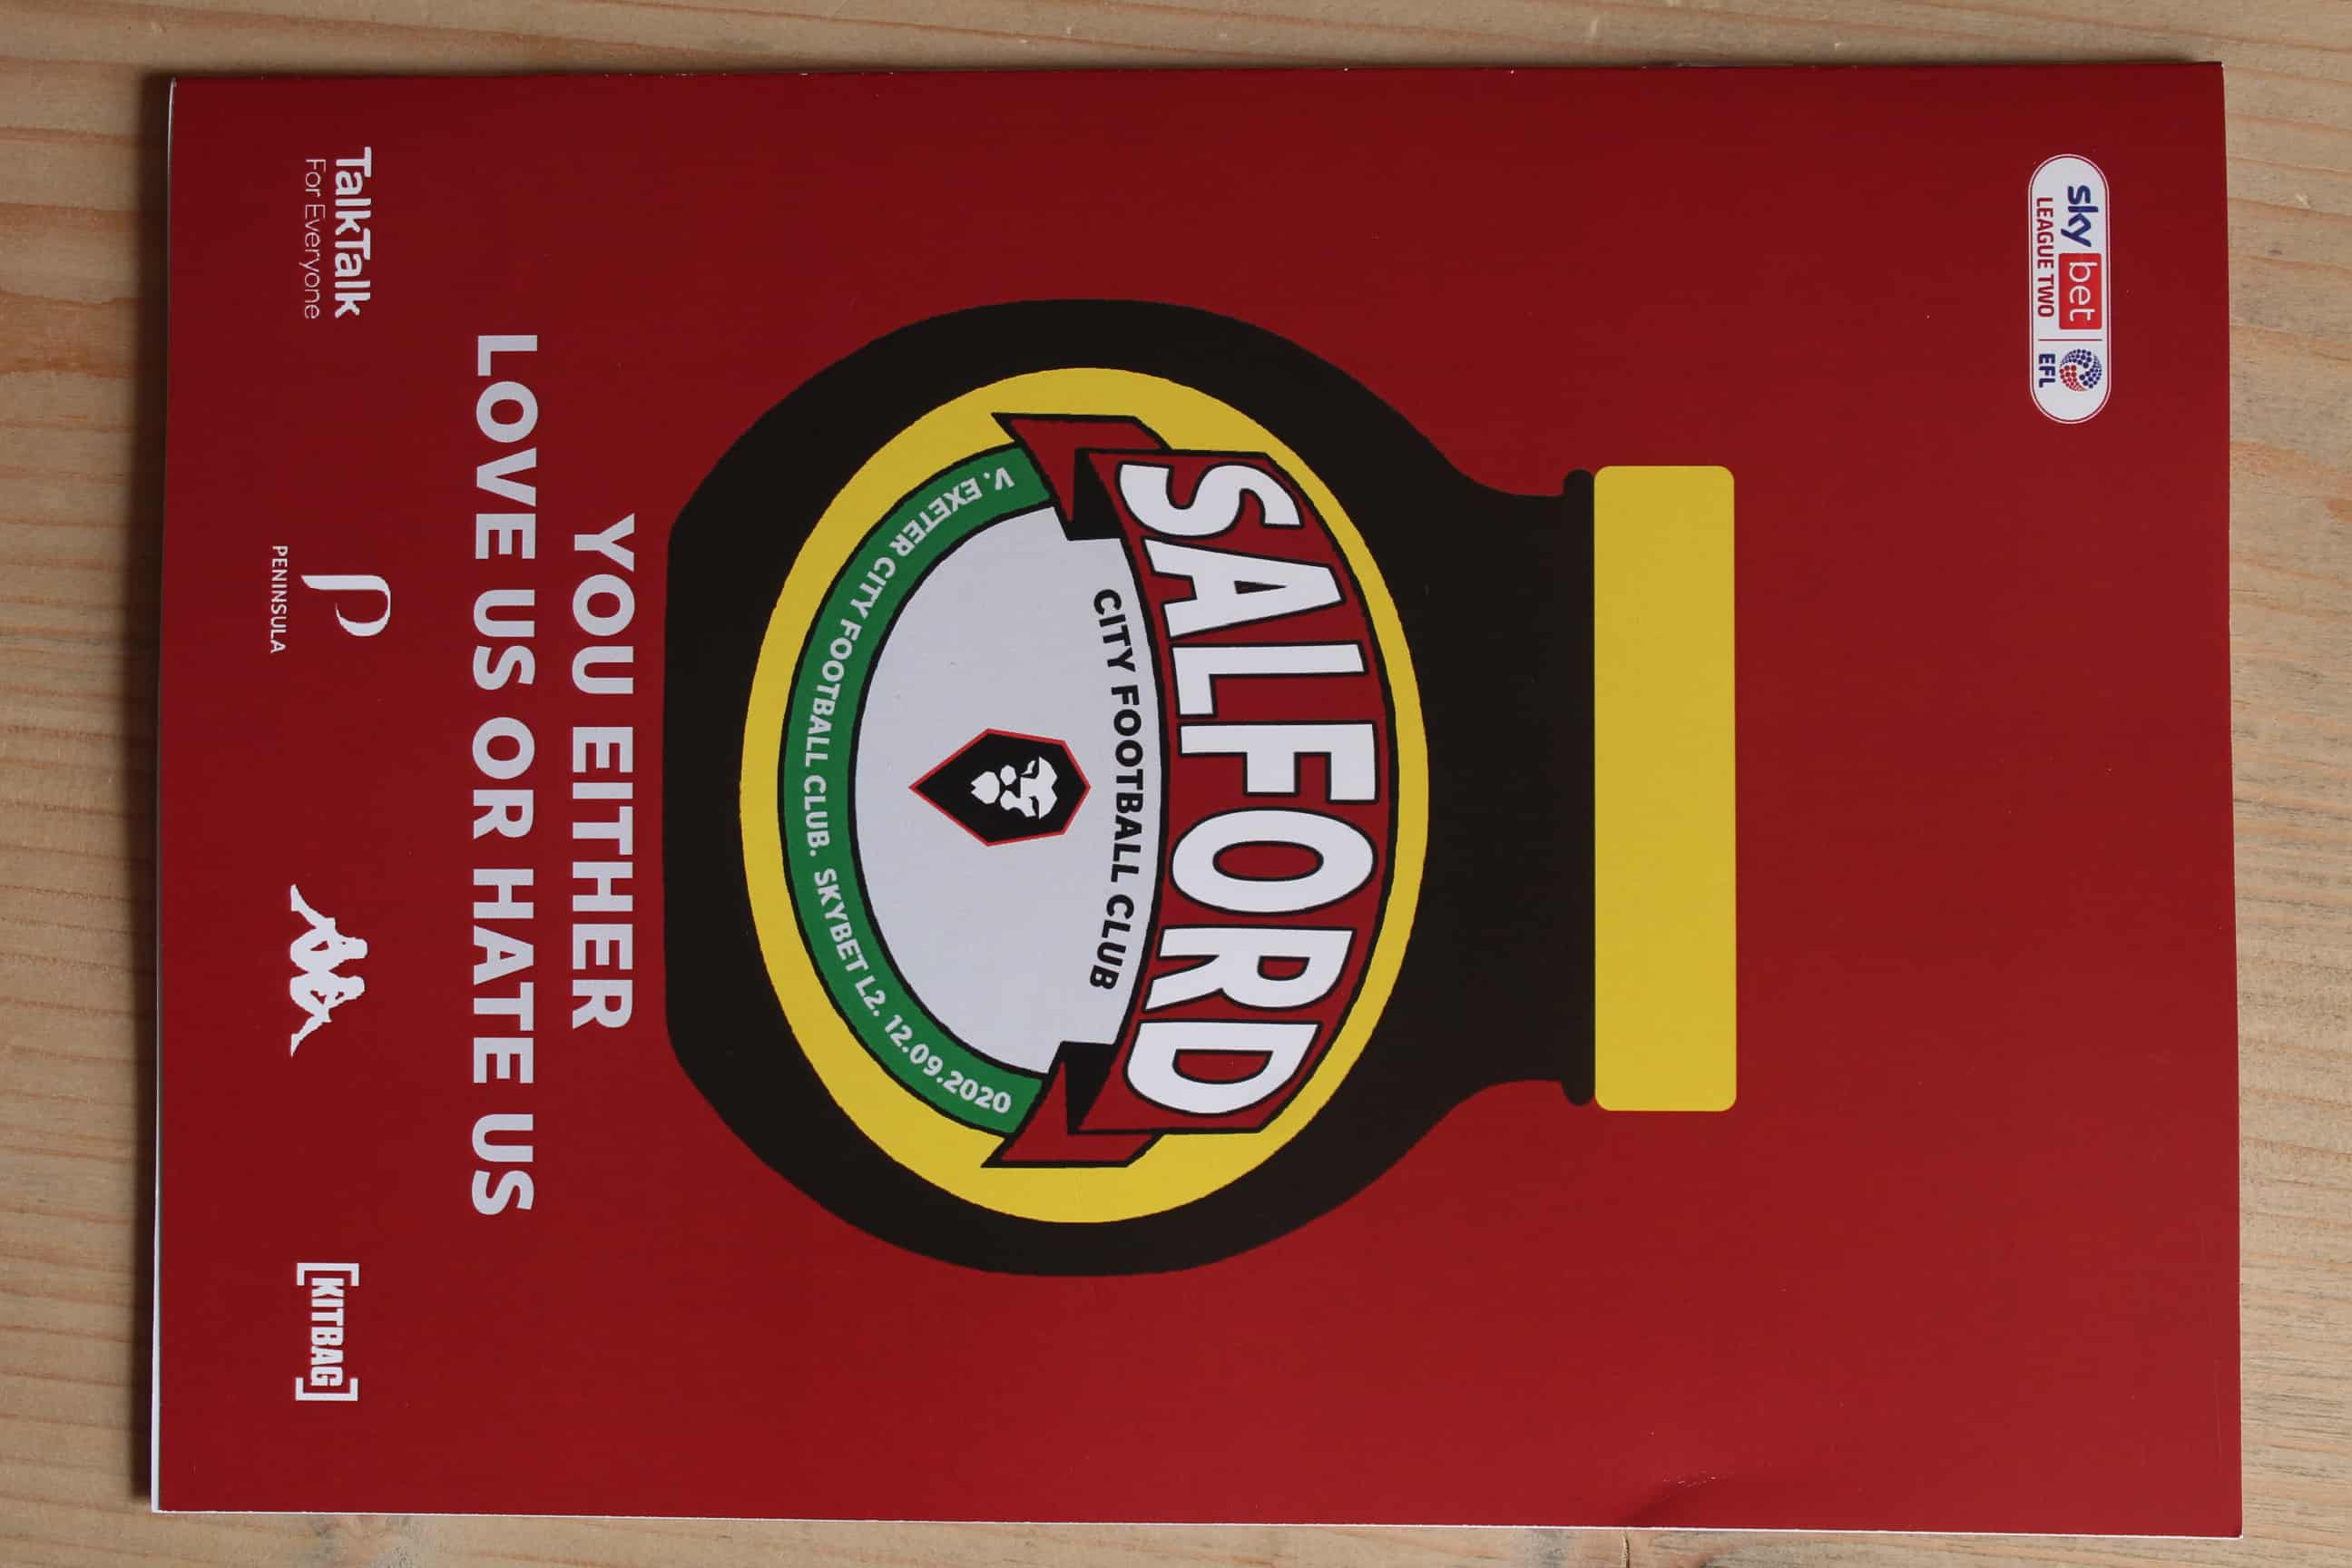 sky bet
LEAGUE TWO
EFL
SALFORD
CITY FOOTBALL CLUB
V. EXETER CITY FOOTBALL CLUB. SKYBET L2. 12.09.2020
YOU EITHER
LOVE US OR HATE US
TalkTalk
For Everyone
P
PENINSULA
[KITBAG]